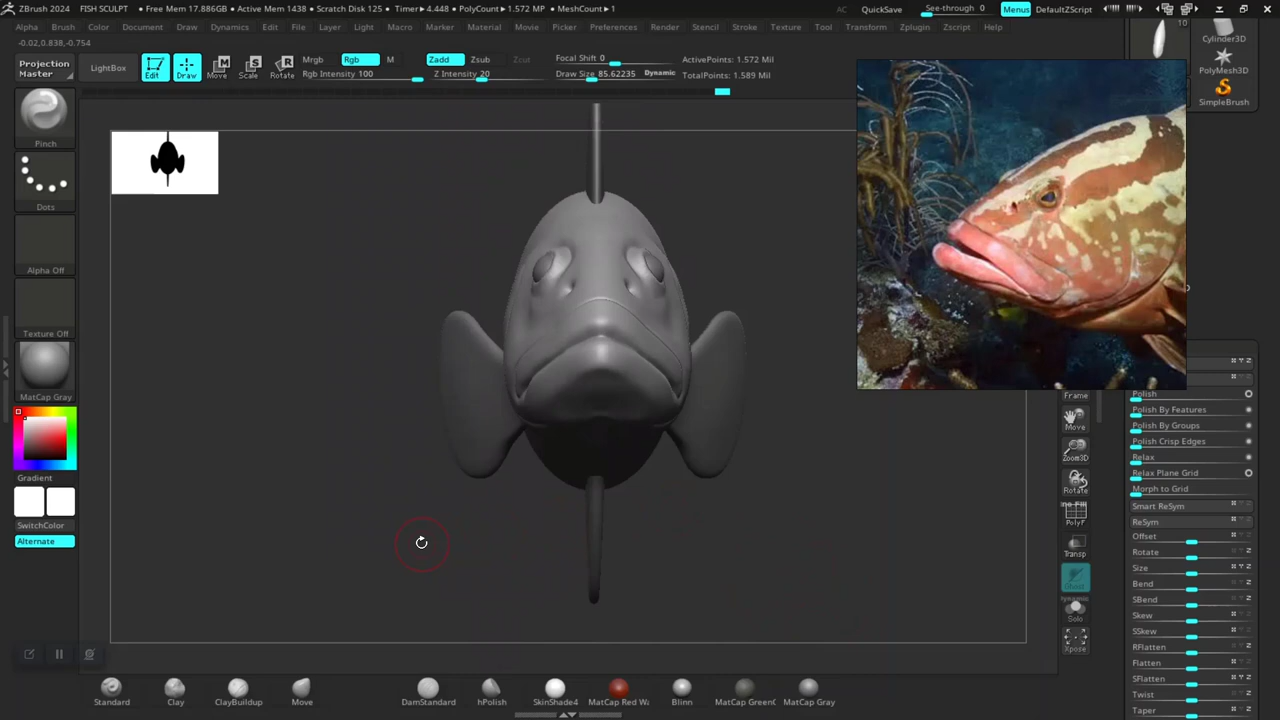 ZBrush 2024 FISH SCULPT • Free Mem 17.886GB • Active Mem 1438 • Scratch Disk 125 • Timer▸4.448 • PolyCount▸1.572 MP • MeshCount▸1 AC QuickSave See-through 0 Menus DefaultZScript
Alpha Brush Color Document Draw Dynamics Edit File Layer Light Macro Marker Material Movie Picker Preferences Render Stencil Stroke Texture Tool Transform Zplugin Zscript Help
-0.02,0.838,-0.754
Projection Master
LightBox
Edit
Draw
Move
Scale
Rotate
Mrgb Rgb M
Rgb Intensity 100
Zadd Zsub Zcut
Z Intensity 20
Focal Shift 0
Draw Size 85.62235 Dynamic
ActivePoints: 1.572 Mil
TotalPoints: 1.589 Mil
10
Cylinder3D
PolyMesh3D
SimpleBrush
Pinch
Dots
Alpha Off
Texture Off
MatCap Gray
Gradient
SwitchColor
Alternate
Frame
Move
Zoom3D
Rotate
PolyF
Transp
Ghost
Dynamic
Solo
Xpose
Polish
Polish By Features
Polish By Groups
Polish Crisp Edges
Relax
Relax Plane Grid
Morph to Grid
Smart ReSym
ReSym
Offset
Rotate
Size
Bend
SBend
Skew
SSkew
RFlatten
Flatten
SFlatten
Twist
Taper
Standard
Clay
ClayBuildup
Move
DamStandard
hPolish
SkinShade4
MatCap Red Wa
Blinn
MatCap GreenC
MatCap Gray